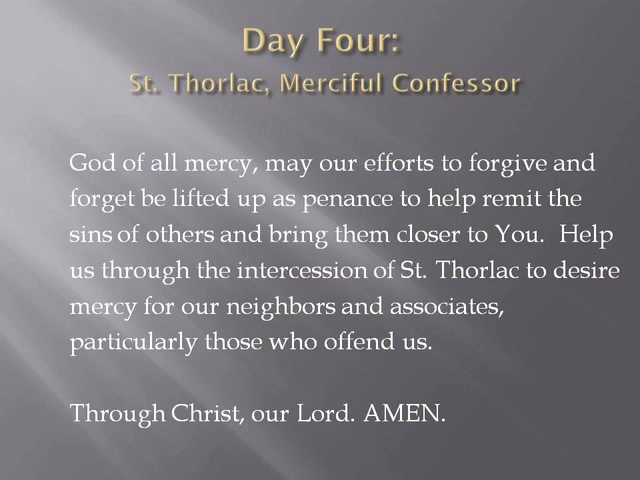 Day Four:
St. Thorlac, Merciful Confessor
God of all mercy, may our efforts to forgive and
forget be lifted up as penance to help remit the
sins of others and bring them closer to You.  Help
us through the intercession of St. Thorlac to desire
mercy for our neighbors and associates,
particularly those who offend us.
Through Christ, our Lord. AMEN.